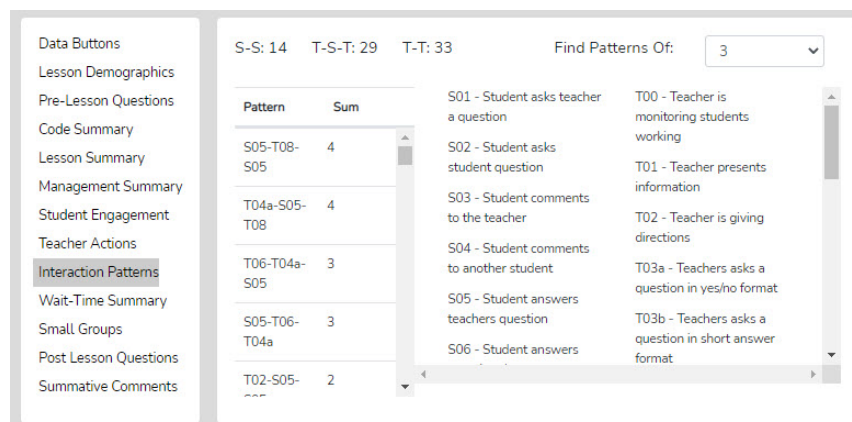 Data Buttons
Lesson Demographics
Pre-Lesson Questions
Code Summary
Lesson Summary
Management Summary
Student Engagement
Teacher Actions
Interaction Patterns
Wait-Time Summary
Small Groups
Post Lesson Questions
Summative Comments
S-S: 14 T-S-T: 29 T-T: 33 Find Patterns Of: 3
Pattern Sum
S05-T08-
S05 4
T04a-S05-
T08 4
T06-T04a-
S05 3
S05-T06-
T04a 3
T02-S05- 2
S01 - Student asks teacher
a question
S02 - Student asks
student question
S03 - Student comments
to the teacher
S04 - Student comments
to another student
S05 - Student answers
teachers question
S06 - Student answers
T00 - Teacher is
monitoring students
working
T01 - Teacher presents
information
T02 - Teacher is giving
directions
T03a - Teachers asks a
question in yes/no format
T03b - Teachers asks a
question in short answer
format